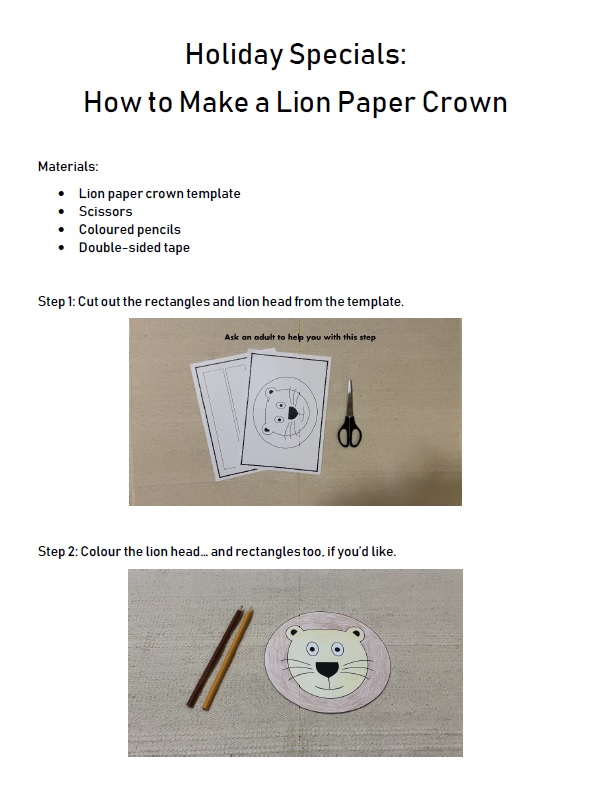 Holiday Specials:
How to Make a Lion Paper Crown
Materials:
• Lion paper crown template
• Scissors
• Coloured pencils
• Double-sided tape
Step 1: Cut out the rectangles and lion head from the template.
Ask an adult to help you with this step
Step 2: Colour the lion head... and rectangles too, if you'd like.